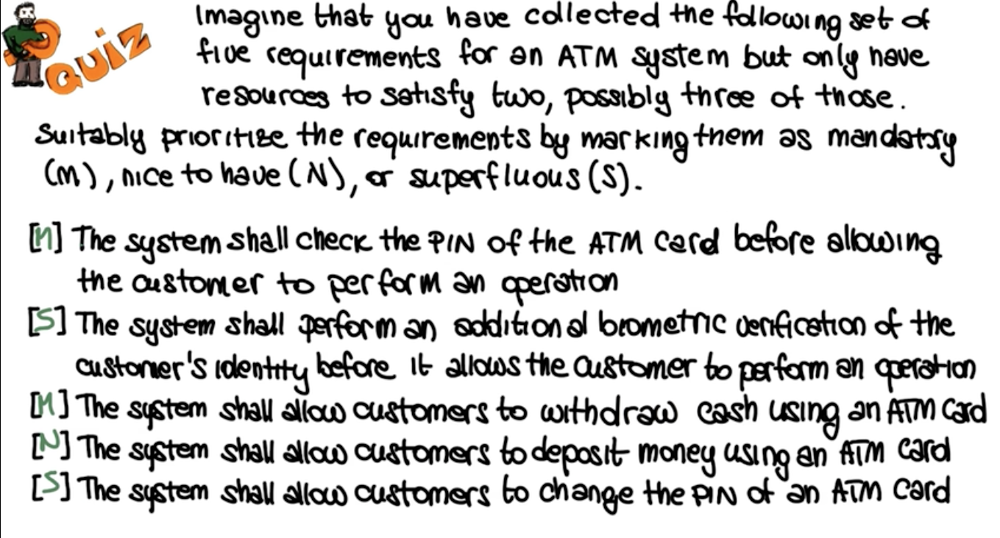 QUIZ
Imagine that you have collected the following set of
five requirements for an ATM system but only have
resources to satisfy two, possibly three of those.
Suitably prioritize the requirements by marking them as mandatory
(M), nice to have (N), or superfluous (S).
[M] The system shall check the PIN of the ATM card before allowing
the customer to perform an operation
[S] The system shall perform an additional biometric verification of the
customer's identity before it allows the customer to perform an operation
[M] The system shall allow customers to withdraw cash using an ATM card
[N] The system shall allow customers to deposit money using an ATM card
[S] The system shall allow customers to change the PIN of an ATM card